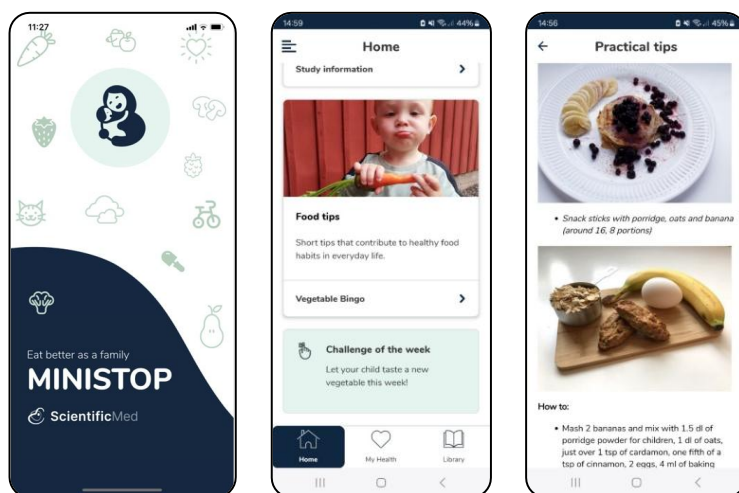 11:27
Eat better as a family
MINISTOP
ScientificMed
14:59
44%
Home
Study information
Food tips
Short tips that contribute to healthy food
habits in everyday life.
Vegetable Bingo
Challenge of the week
Let your child taste a new
vegetable this week!
Home
My Health
Library
14:56
45%
Practical tips
• Snack sticks with porridge, oats and banana
(around 16, 8 portions)
How to:
• Mash 2 bananas and mix with 1.5 dl of
porridge powder for children, 1 dl of oats,
just over 1 tsp of cardamon, one fifth of a
tsp of cinnamon, 2 eggs, 4 ml of baking